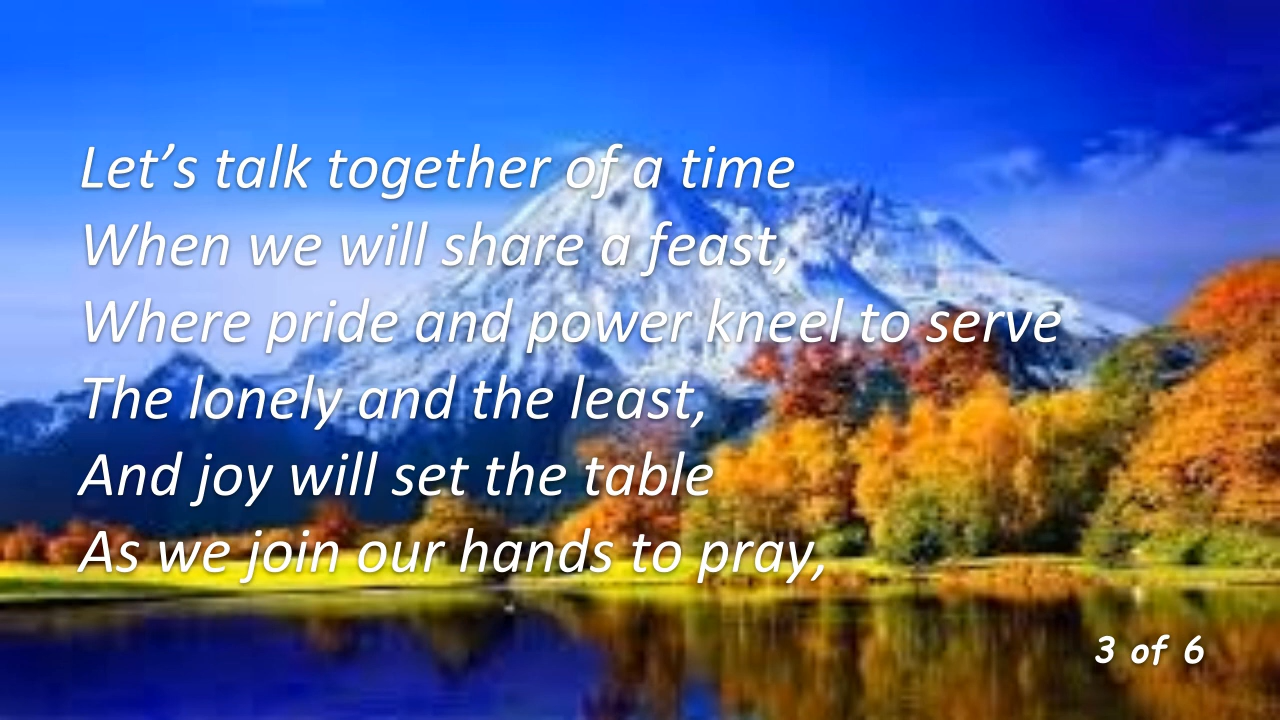 Let’s talk together of a time
When we will share a feast,
Where pride and power kneel to serve
The lonely and the least,
And joy will set the table
As we join our hands to pray,
3 of 6